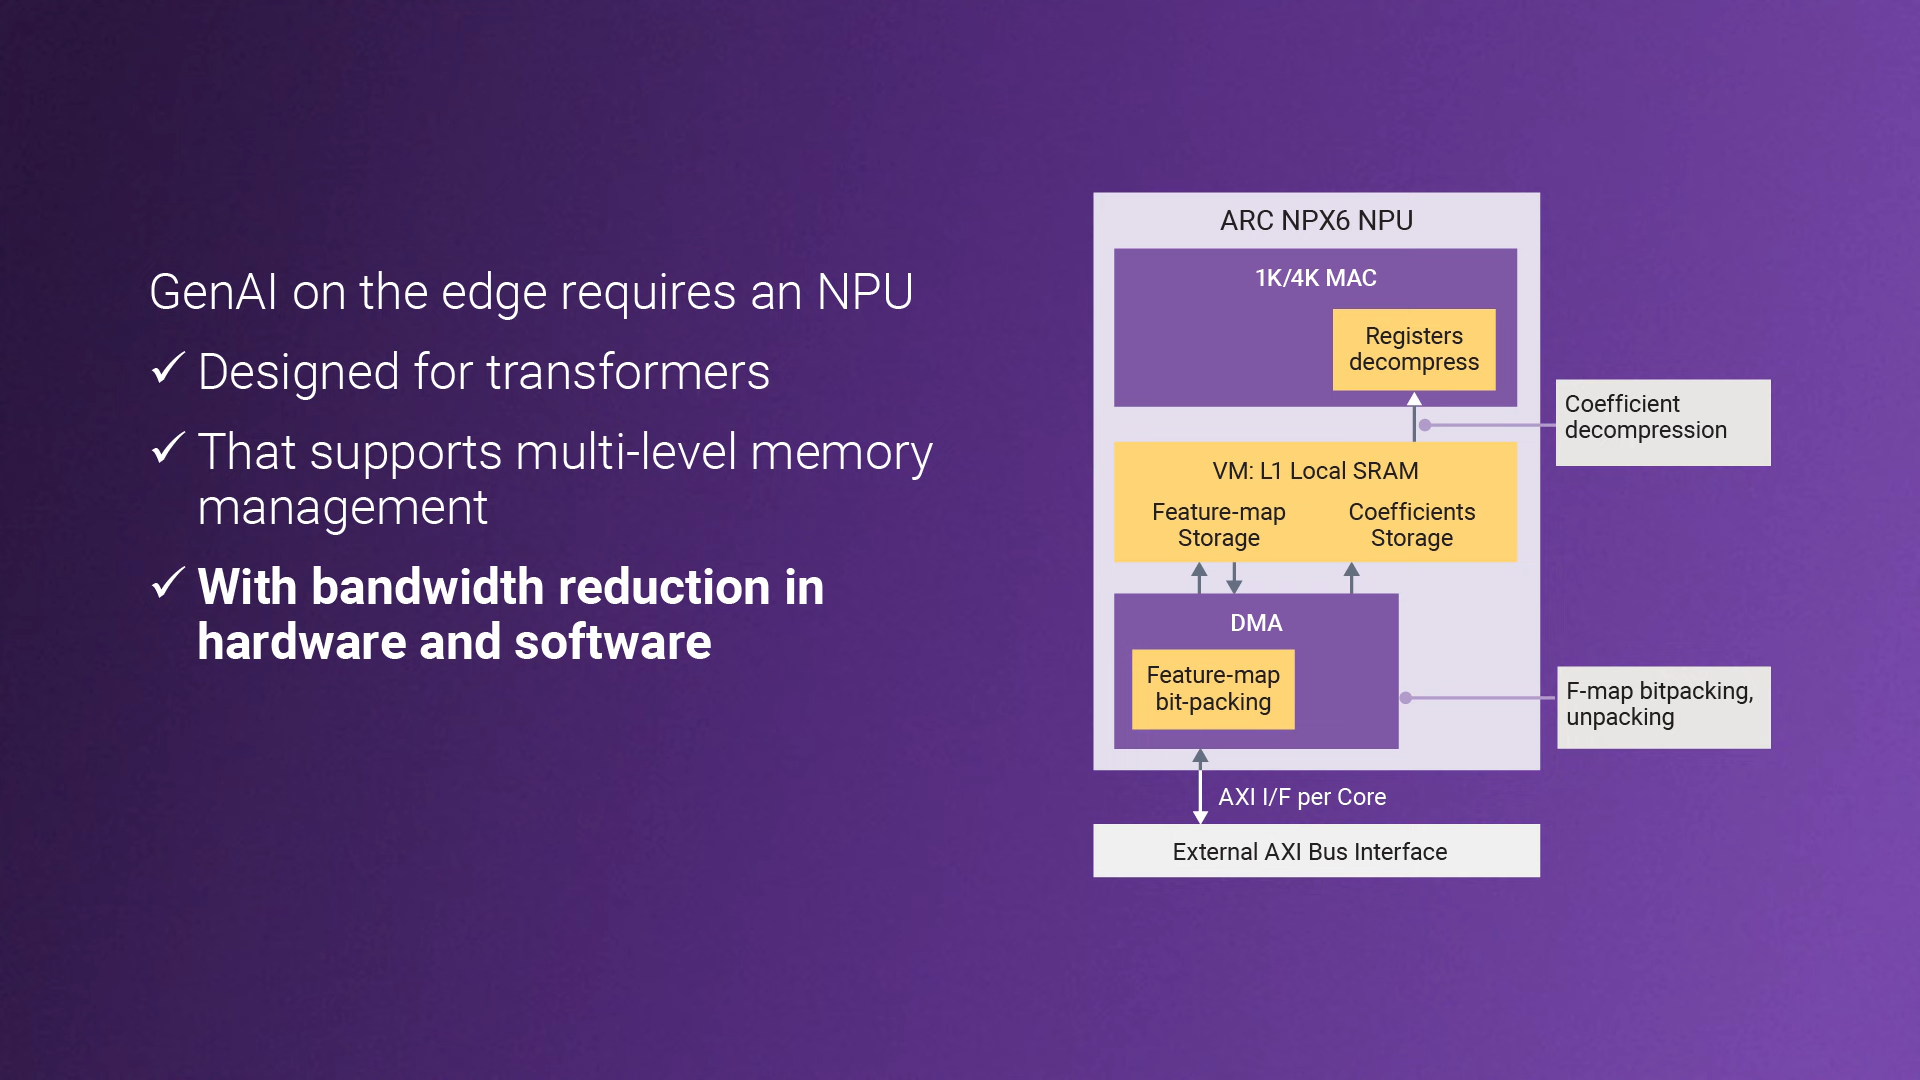 GenAI on the edge requires an NPU
✓ Designed for transformers
✓ That supports multi-level memory
management
✓ With bandwidth reduction in
hardware and software
ARC NPX6 NPU
1K/4K MAC
Registers
decompress
Coefficient
decompression
VM: L1 Local SRAM
Feature-map
Storage
Coefficients
Storage
DMA
Feature-map
bit-packing
F-map bitpacking,
unpacking
AXI I/F per Core
External AXI Bus Interface